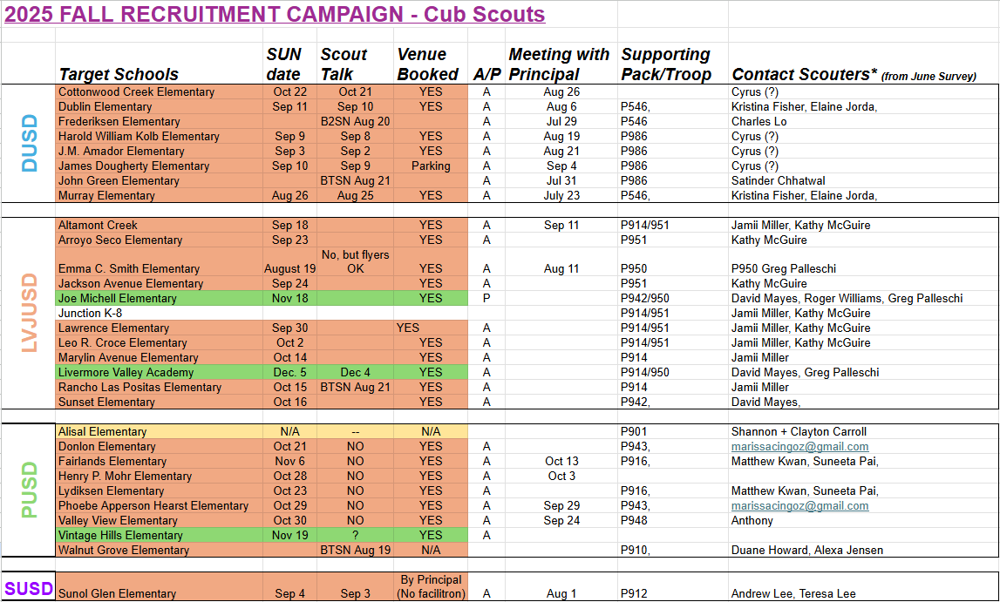 2025 FALL RECRUITMENT CAMPAIGN - Cub Scouts
SUN Scout Venue Meeting with Supporting
Target Schools date Talk Booked A/P Principal Pack/Troop Contact Scouters* (from June Survey)
DUSD
Cottonwood Creek Elementary Oct 22 Oct 21 YES A Aug 26 Cyrus (?)
Dublin Elementary Sep 11 Sep 10 YES A Aug 6 P546, Kristina Fisher, Elaine Jorda,
Frederiksen Elementary B2SN Aug 20 A Jul 29 P546 Charles Lo
Harold William Kolb Elementary Sep 9 Sep 8 YES A Aug 19 P986 Cyrus (?)
J.M. Amador Elementary Sep 3 Sep 2 YES A Aug 21 P986 Cyrus (?)
James Dougherty Elementary Sep 10 Sep 9 Parking A Sep 4 P986 Cyrus (?)
John Green Elementary BTSN Aug 21 A Jul 31 P986 Satinder Chhatwal
Murray Elementary Aug 26 Aug 25 YES A July 23 P546, Kristina Fisher, Elaine Jorda,
LVJUSD
Altamont Creek Sep 18 YES A Sep 11 P914/951 Jamii Miller, Kathy McGuire
Arroyo Seco Elementary Sep 23 YES A P951 Kathy McGuire
No, but flyers
Emma C. Smith Elementary August 19 OK YES A Aug 11 P950 P950 Greg Palleschi
Jackson Avenue Elementary Sep 24 YES A P951 Kathy McGuire
Joe Michell Elementary Nov 18 YES P P942/950 David Mayes, Roger Williams, Greg Palleschi
Junction K-8 P914/951 Jamii Miller, Kathy McGuire
Lawrence Elementary Sep 30 YES A P914/951 Jamii Miller, Kathy McGuire
Leo R. Croce Elementary Oct 2 YES A P914/951 Jamii Miller, Kathy McGuire
Marylin Avenue Elementary Oct 14 YES A P914 Jamii Miller
Livermore Valley Academy Dec. 5 Dec 4 YES A P914/950 David Mayes, Greg Palleschi
Rancho Las Positas Elementary Oct 15 BTSN Aug 21 YES A P914 Jamii Miller
Sunset Elementary Oct 16 YES A P942, David Mayes,
PUSD
Alisal Elementary N/A -- N/A P901 Shannon + Clayton Carroll
Donlon Elementary Oct 21 NO YES A P943, marissacingoz@gmail.com
Fairlands Elementary Nov 6 NO YES A Oct 13 P916, Matthew Kwan, Suneeta Pai,
Henry P. Mohr Elementary Oct 28 NO YES A Oct 3
Lydiksen Elementary Oct 23 NO YES A P916, Matthew Kwan, Suneeta Pai,
Phoebe Apperson Hearst Elementary Oct 29 NO YES A Sep 29 P943, marissacingoz@gmail.com
Valley View Elementary Oct 30 NO YES A Sep 24 P948 Anthony
Vintage Hills Elementary Nov 19 ? YES A
Walnut Grove Elementary BTSN Aug 19 N/A P910, Duane Howard, Alexa Jensen
SUSD
By Principal
Sunol Glen Elementary Sep 4 Sep 3 (No facilitron) A Aug 1 P912 Andrew Lee, Teresa Lee